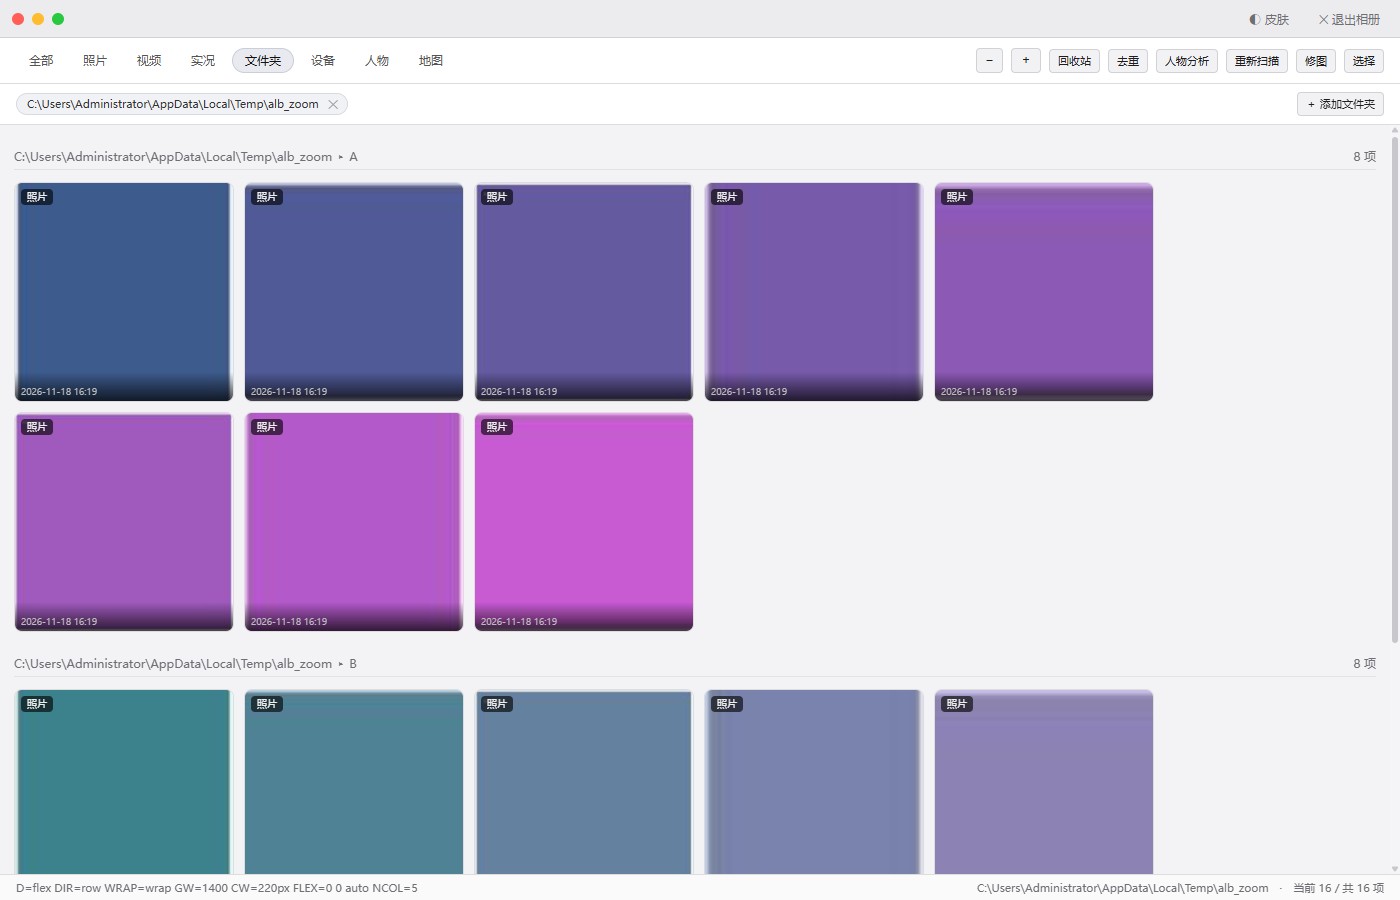 皮肤 退出相册
全部 照片 视频 实况 文件夹 设备 人物 地图 − + 回收站 去重 人物分析 重新扫描 修图 选择
C:\Users\Administrator\AppData\Local\Temp\alb_zoom + 添加文件夹
C:\Users\Administrator\AppData\Local\Temp\alb_zoom ▸ A 8 项
照片 照片 照片 照片 照片
2026-11-18 16:19 2026-11-18 16:19 2026-11-18 16:19 2026-11-18 16:19 2026-11-18 16:19
照片 照片 照片
2026-11-18 16:19 2026-11-18 16:19 2026-11-18 16:19
C:\Users\Administrator\AppData\Local\Temp\alb_zoom ▸ B 8 项
照片 照片 照片 照片 照片
D=flex DIR=row WRAP=wrap GW=1400 CW=220px FLEX=0 0 auto NCOL=5 C:\Users\Administrator\AppData\Local\Temp\alb_zoom · 当前 16 / 共 16 项